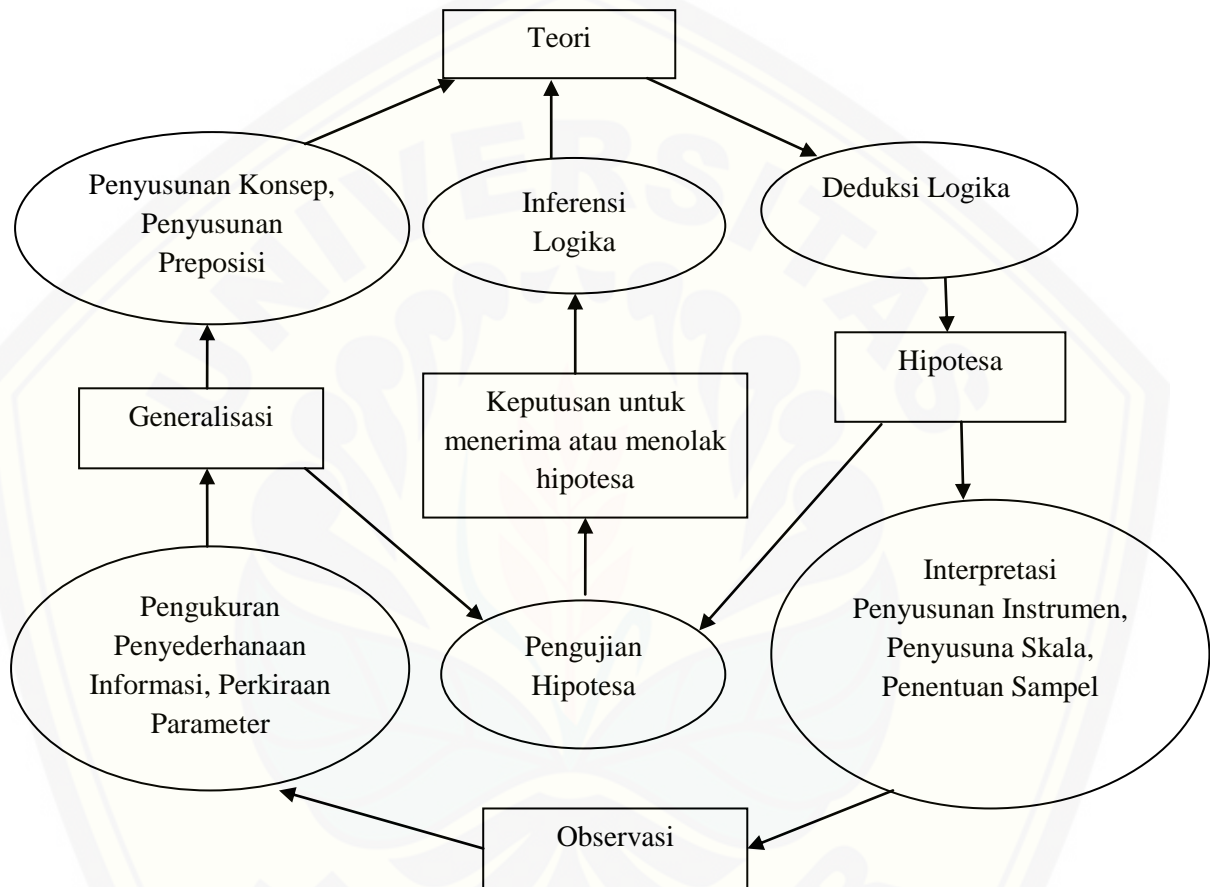 Teori
Penyusunan Konsep,
Penyusunan
Preposisi
Inferensi
Logika
Deduksi Logika
Generalisasi
Keputusan untuk
menerima atau menolak
hipotesa
Hipotesa
Pengukuran
Penyederhanaan
Informasi, Perkiraan
Parameter
Pengujian
Hipotesa
Interpretasi
Penyusunan Instrumen,
Penyusuna Skala,
Penentuan Sampel
Observasi
UNIVERSITAS